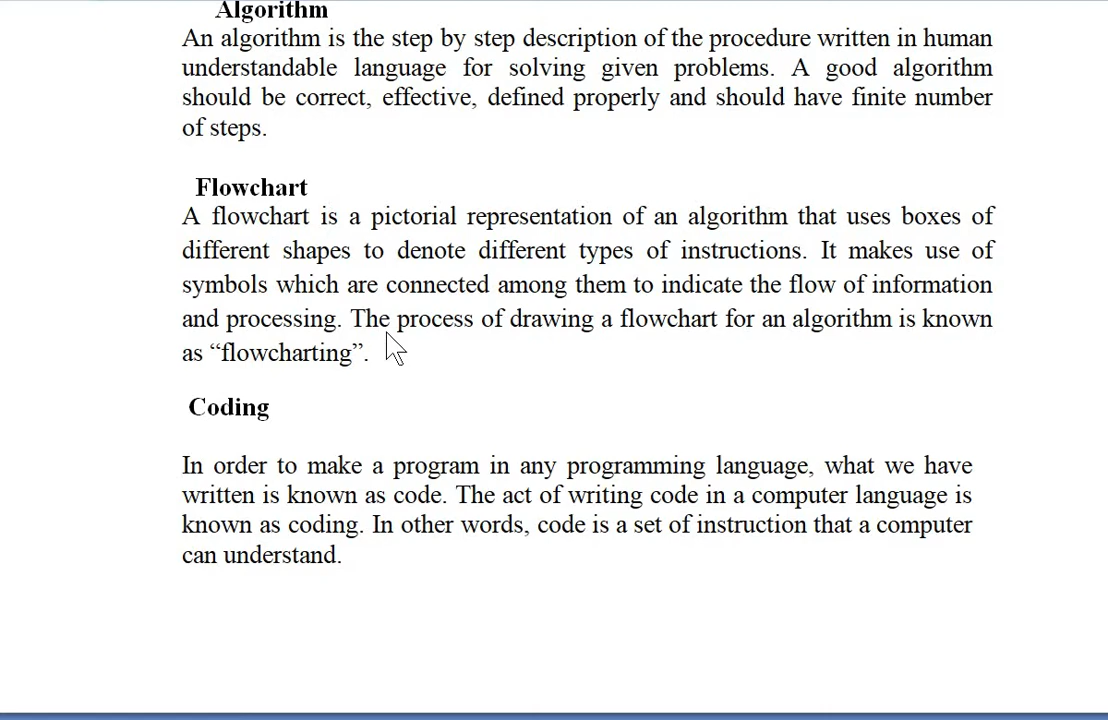 Algorithm
An algorithm is the step by step description of the procedure written in human
understandable language for solving given problems. A good algorithm
should be correct, effective, defined properly and should have finite number
of steps.
Flowchart
A flowchart is a pictorial representation of an algorithm that uses boxes of
different shapes to denote different types of instructions. It makes use of
symbols which are connected among them to indicate the flow of information
and processing. The process of drawing a flowchart for an algorithm is known
as “flowcharting”.
Coding
In order to make a program in any programming language, what we have
written is known as code. The act of writing code in a computer language is
known as coding. In other words, code is a set of instruction that a computer
can understand.